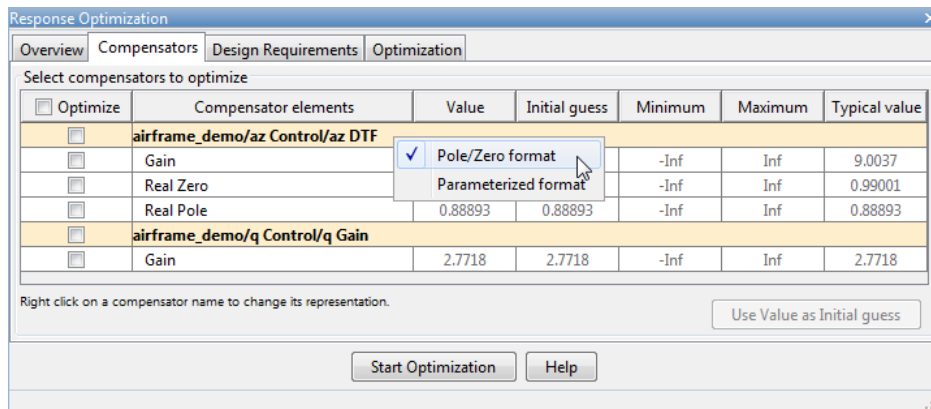 Response Optimization
Overview Compensators Design Requirements Optimization
Select compensators to optimize
Optimize Compensator elements Value Initial guess Minimum Maximum Typical value
airframe_demo/az Control/az DTF
Gain Pole/Zero format -Inf Inf 9.0037
Real Zero Parameterized format -Inf Inf 0.99001
Real Pole 0.88893 0.88893 -Inf Inf 0.88893
airframe_demo/q Control/q Gain
Gain 2.7718 2.7718 -Inf Inf 2.7718
Right click on a compensator name to change its representation.
Use Value as Initial guess
Start Optimization Help